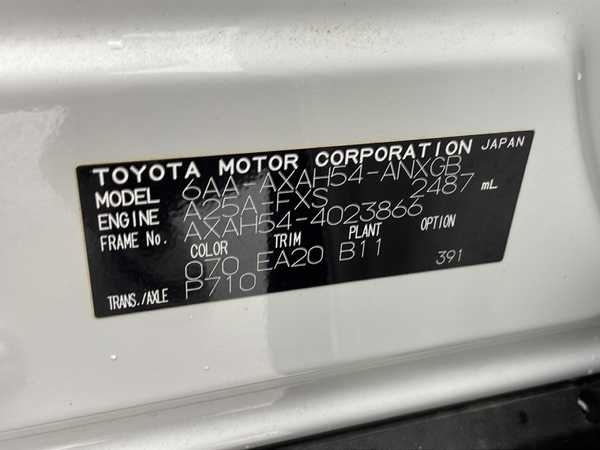 TOYOTA MOTOR CORPORATION JAPAN
MODEL 6AA-AXAH54-ANXGB
ENGINE A25A-FXS 2487 mL
FRAME No. AXAH54-4023866
COLOR TRIM PLANT OPTION
070 EA20 B11 391
TRANS./AXLE P710